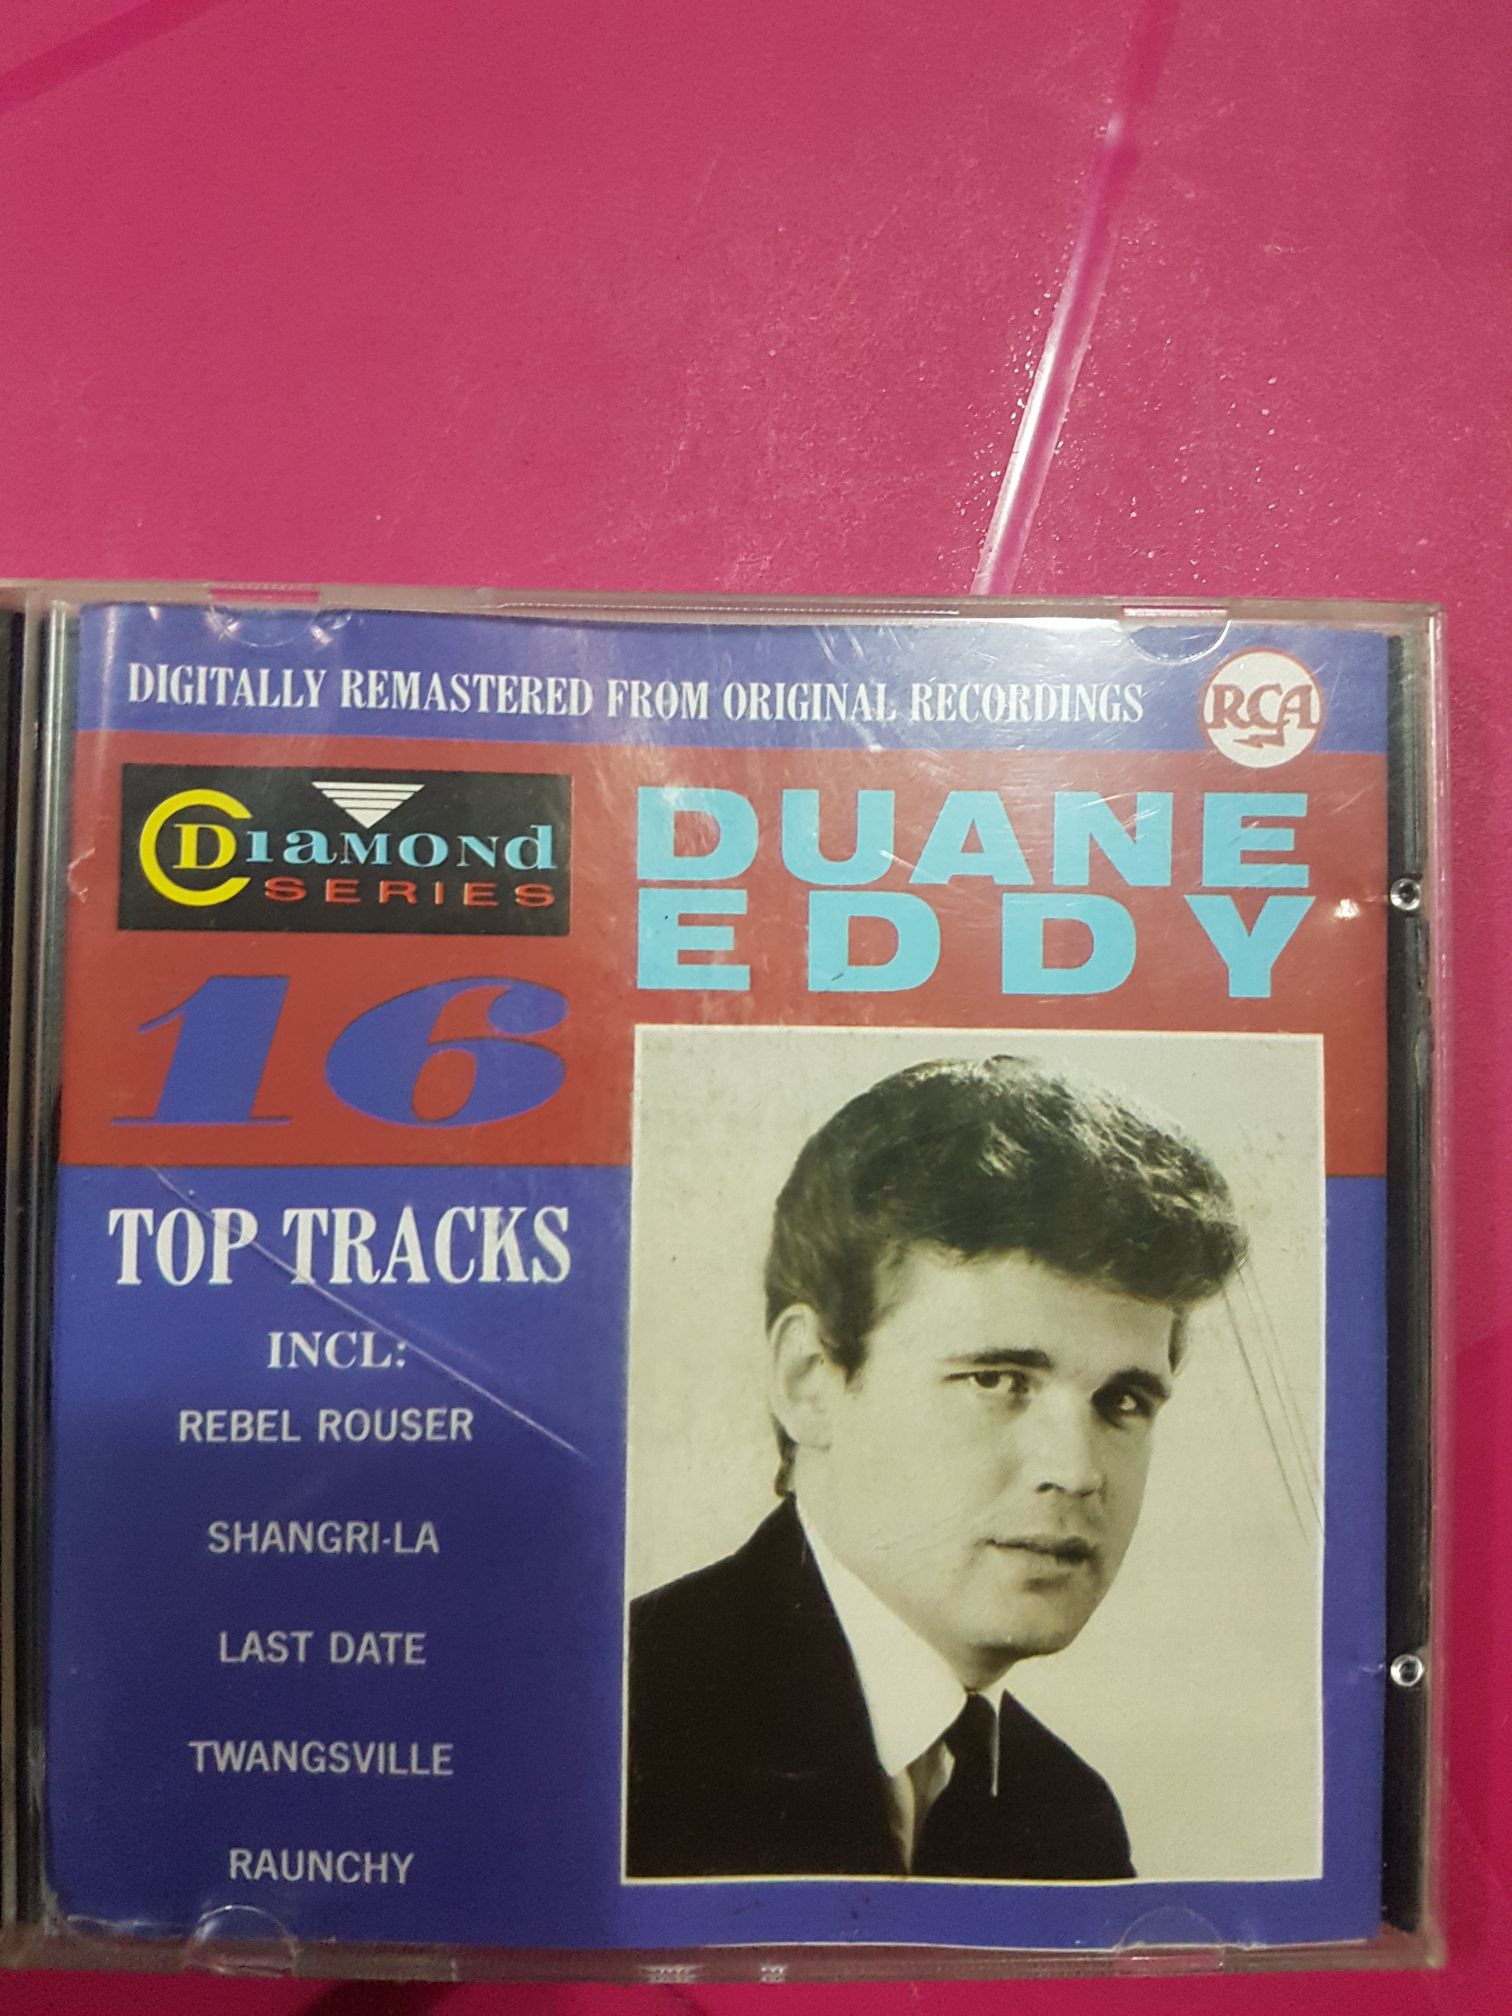 DIGITALLY REMASTERED FROM ORIGINAL RECORDINGS
RCA
DIAMOND
SERIES
DUANE
EDDY
16
TOP TRACKS
INCL:
REBEL ROUSER
SHANGRI-LA
LAST DATE
TWANGSVILLE
RAUNCHY